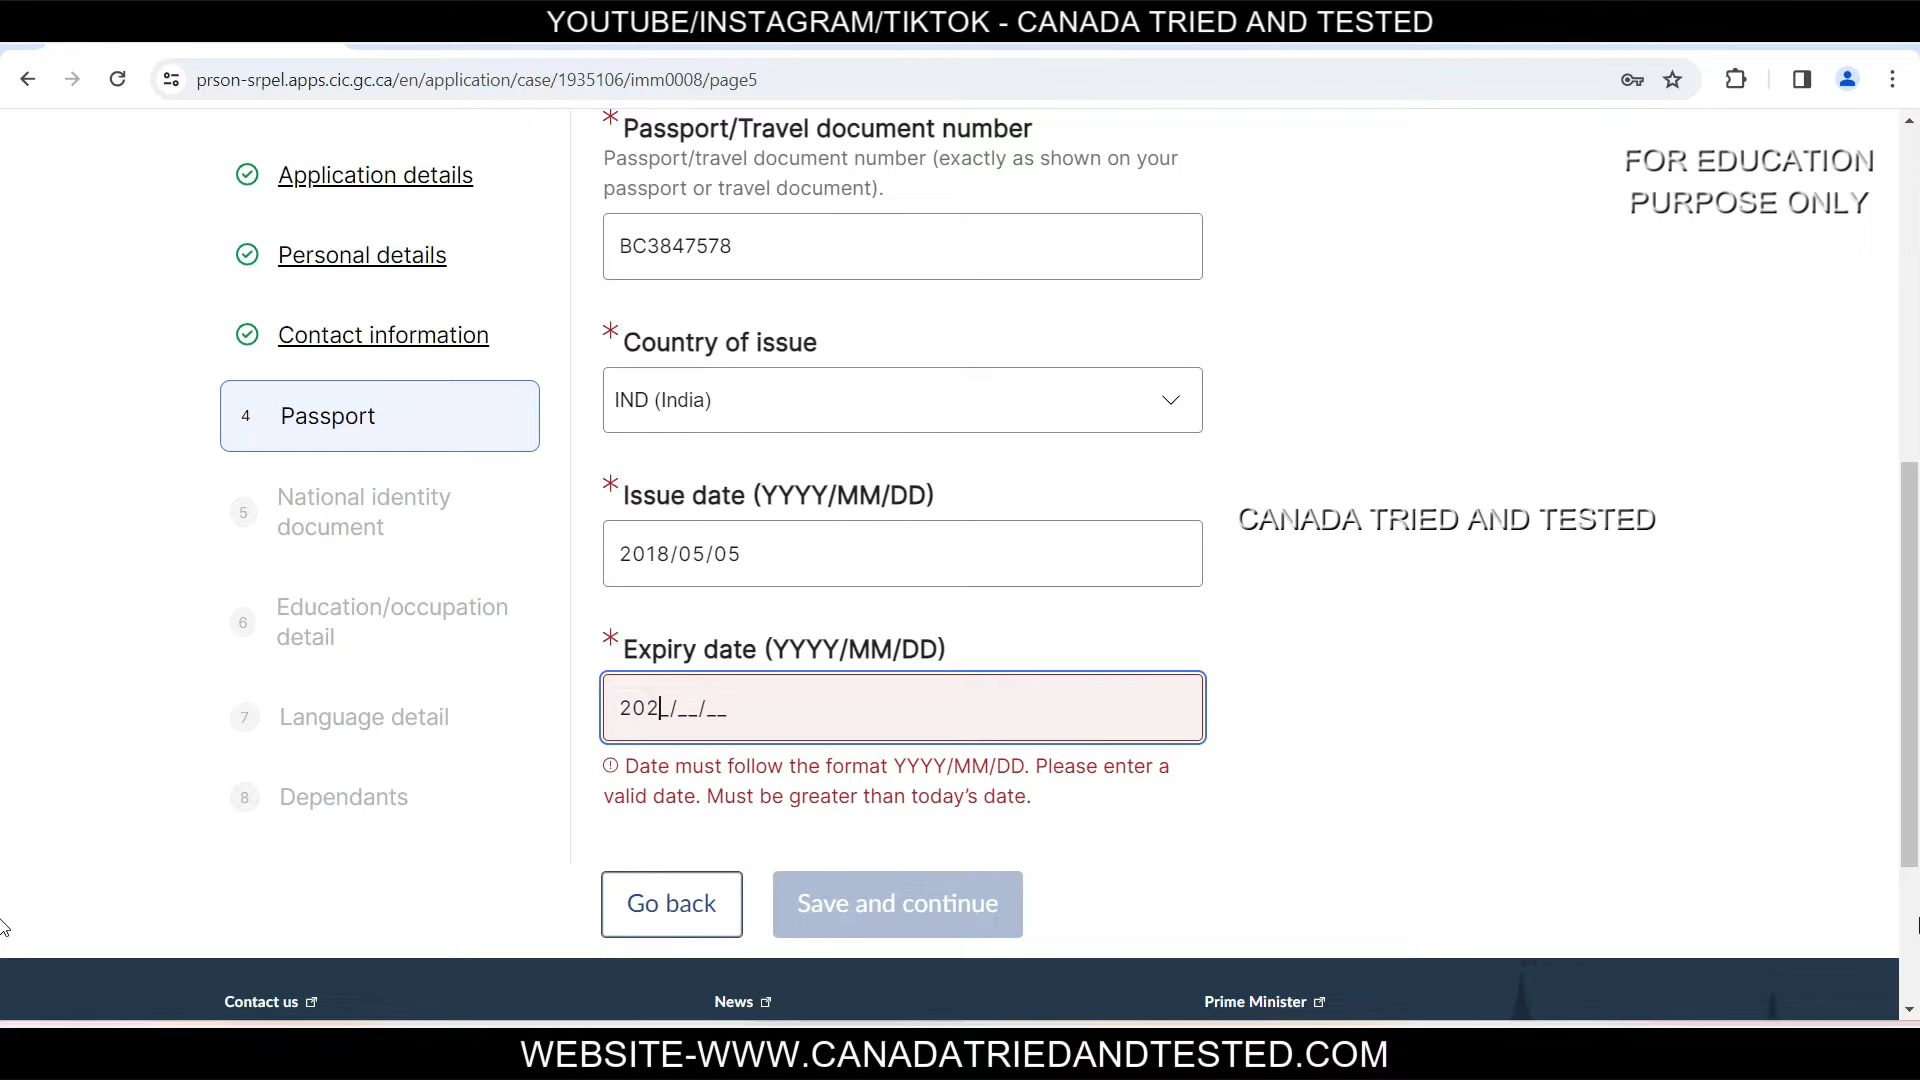 YOUTUBE/INSTAGRAM/TIKTOK - CANADA TRIED AND TESTED
prson-srpel.apps.cic.gc.ca/en/application/case/1935106/imm0008/page5
Application details
Personal details
Contact information
4 Passport
5 National identity
document
6 Education/occupation
detail
7 Language detail
8 Dependants
* Passport/Travel document number
Passport/travel document number (exactly as shown on your
passport or travel document).
BC3847578
* Country of issue
IND (India)
* Issue date (YYYY/MM/DD)
2018/05/05
* Expiry date (YYYY/MM/DD)
202_/__/__
Date must follow the format YYYY/MM/DD. Please enter a
valid date. Must be greater than today’s date.
Go back
Save and continue
FOR EDUCATION
PURPOSE ONLY
CANADA TRIED AND TESTED
Contact us
News
Prime Minister
WEBSITE-WWW.CANADATRIEDANDTESTED.COM